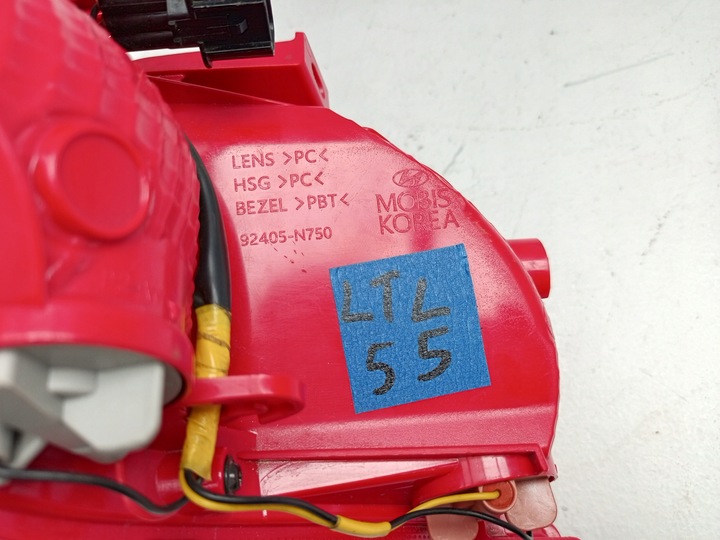 LENS >PC<
HSG >PC<
BEZEL >PBT<
92405-N750
MOBIS
KOREA
LTL
55